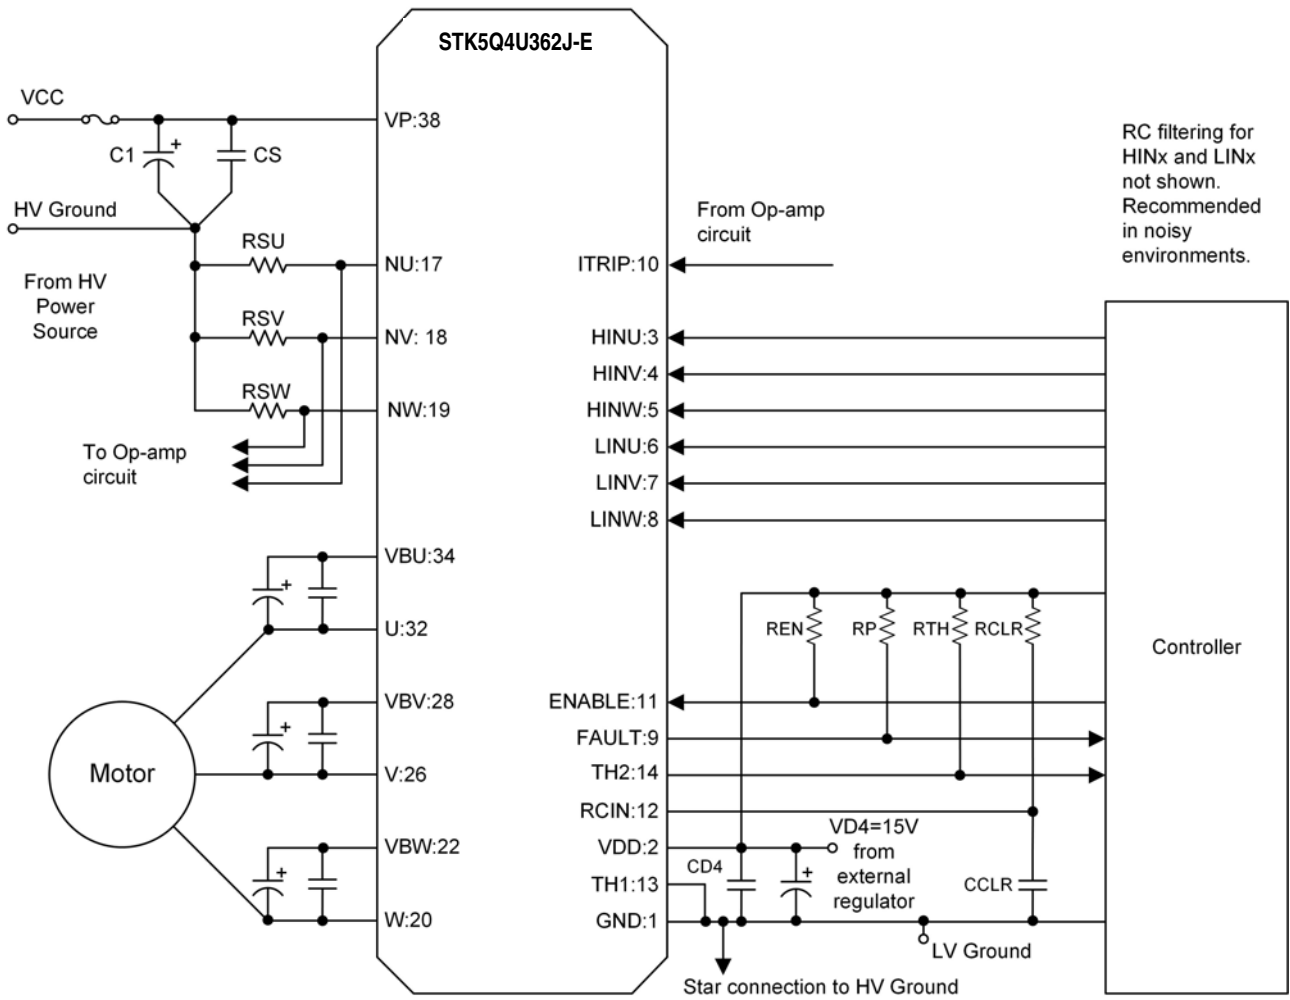 STK5Q4U362J-E
VCC
VP:38
C1
+
CS
HV Ground
From HV
Power
Source
RSU
NU:17
RSV
NV: 18
RSW
NW:19
To Op-amp
circuit
VBU:34
+
U:32
VBV:28
+
V:26
VBW:22
+
W:20
Motor
From Op-amp
circuit
ITRIP:10
HINU:3
HINV:4
HINW:5
LINU:6
LINV:7
LINW:8
REN
RP
RTH
RCLR
ENABLE:11
FAULT:9
TH2:14
RCIN:12
VDD:2
TH1:13
GND:1
CD4
+
VD4=15V
from
external
regulator
CCLR
LV Ground
Star connection to HV Ground
RC filtering for
HINx and LINx
not shown.
Recommended
in noisy
environments.
Controller